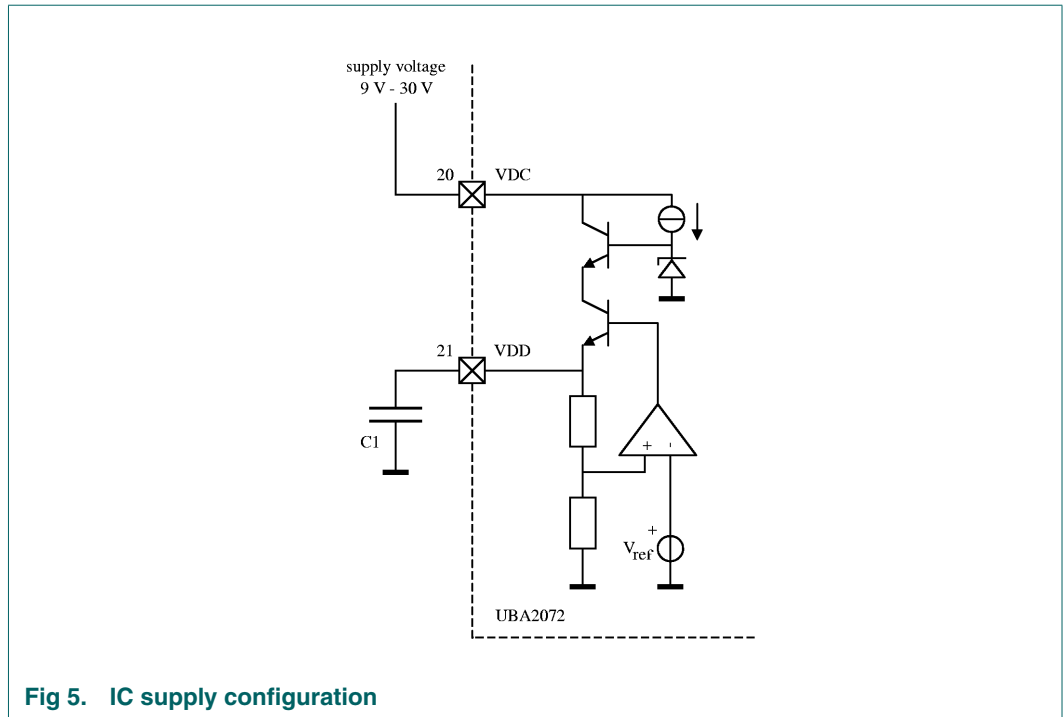 supply voltage
9 V - 30 V
20
VDC
21
VDD
C1
+ -
+
Vref
UBA2072
Fig 5. IC supply configuration